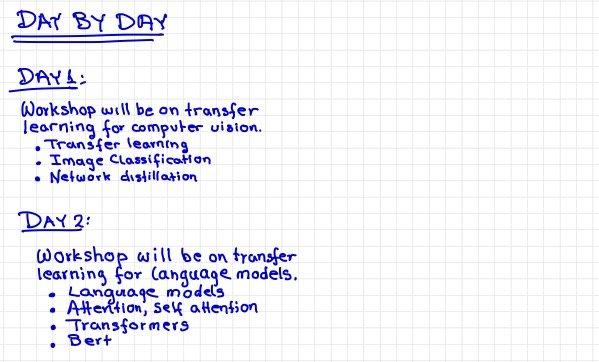 DAY BY DAY
DAY 1:
Workshop will be on transfer
learning for computer vision.
• Transfer learning
• Image Classification
• Network distillation
DAY 2:
Workshop will be on transfer
learning for Language models.
• Language models
• Attention, self attention
• Transformers
• Bert